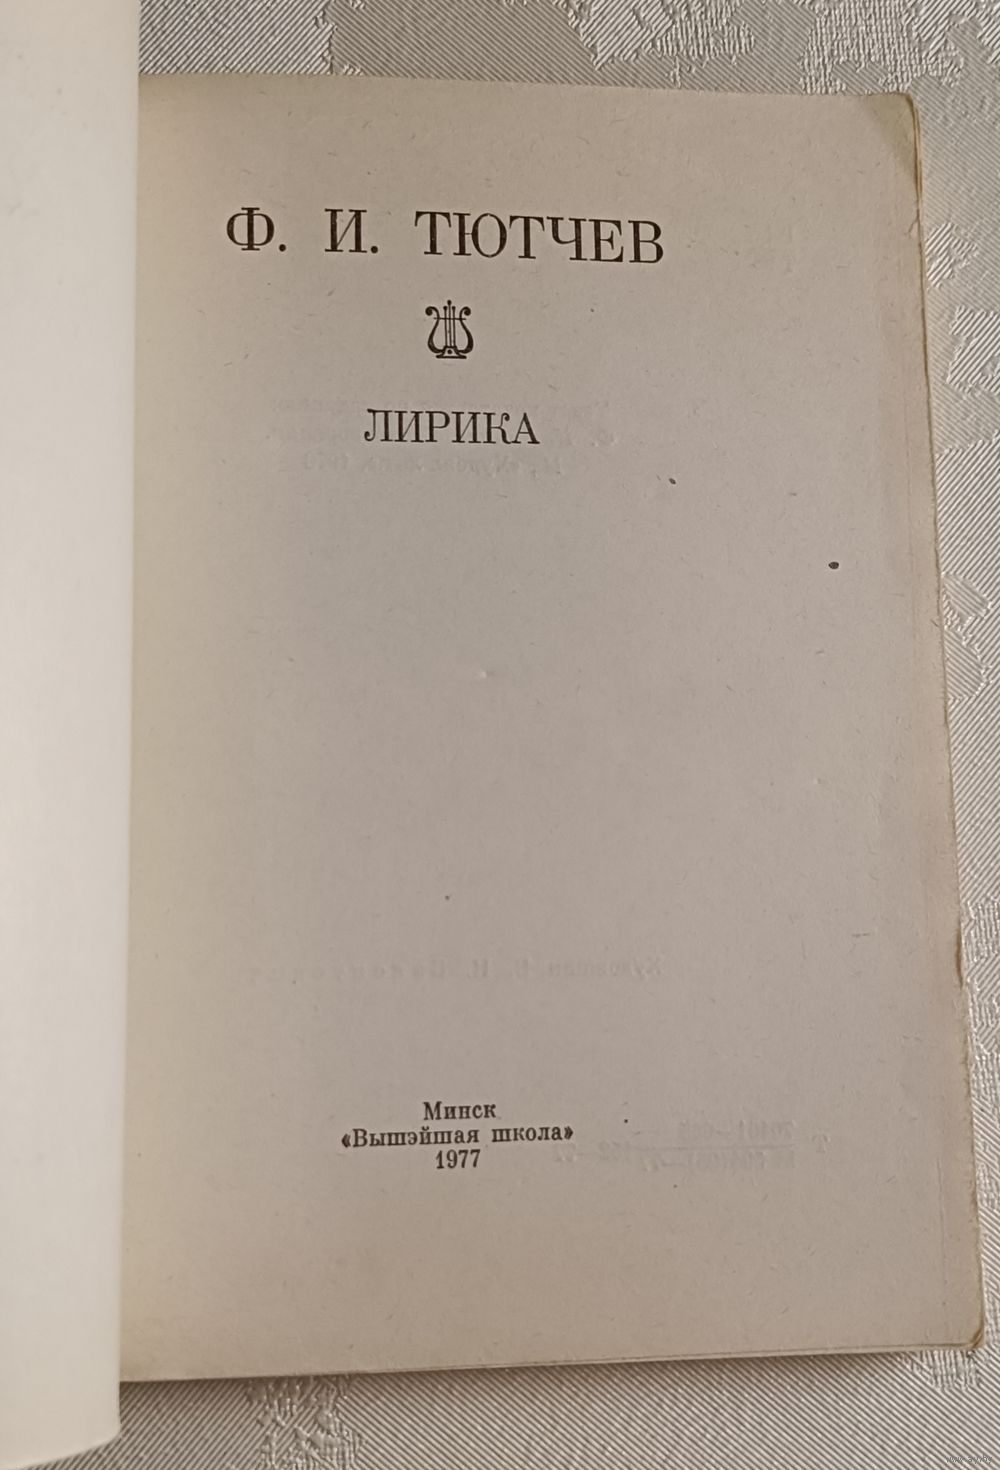 Ф. И. ТЮТЧЕВ
ЛИРИКА
Минск
«Вышэйшая школа»
1977